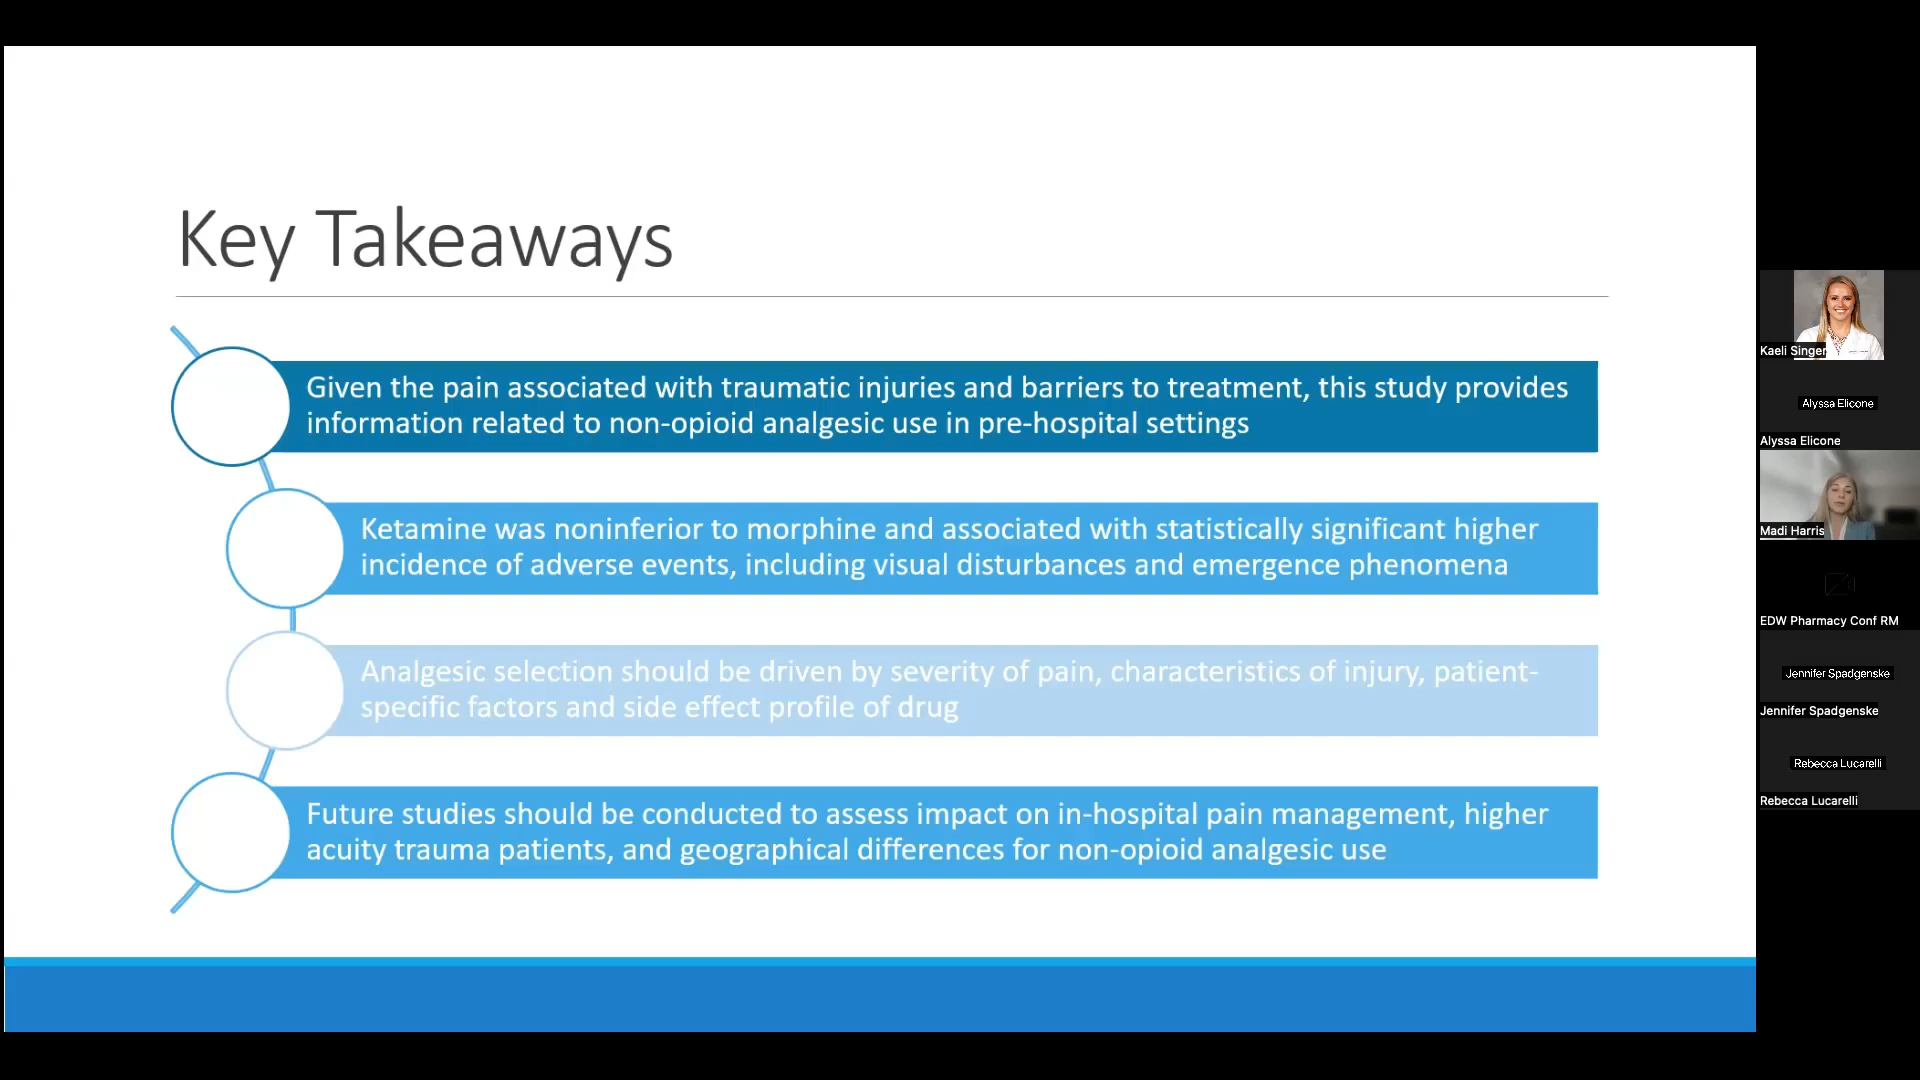 Key Takeaways
Given the pain associated with traumatic injuries and barriers to treatment, this study provides
information related to non-opioid analgesic use in pre-hospital settings
Ketamine was noninferior to morphine and associated with statistically significant higher
incidence of adverse events, including visual disturbances and emergence phenomena
Analgesic selection should be driven by severity of pain, characteristics of injury, patient-
specific factors and side effect profile of drug
Future studies should be conducted to assess impact on in-hospital pain management, higher
acuity trauma patients, and geographical differences for non-opioid analgesic use
Kaeli Singer
Alyssa Elicone
Alyssa Elicone
Madi Harris
EDW Pharmacy Conf RM
Jennifer Spadgenske
Jennifer Spadgenske
Rebecca Lucarelli
Rebecca Lucarelli